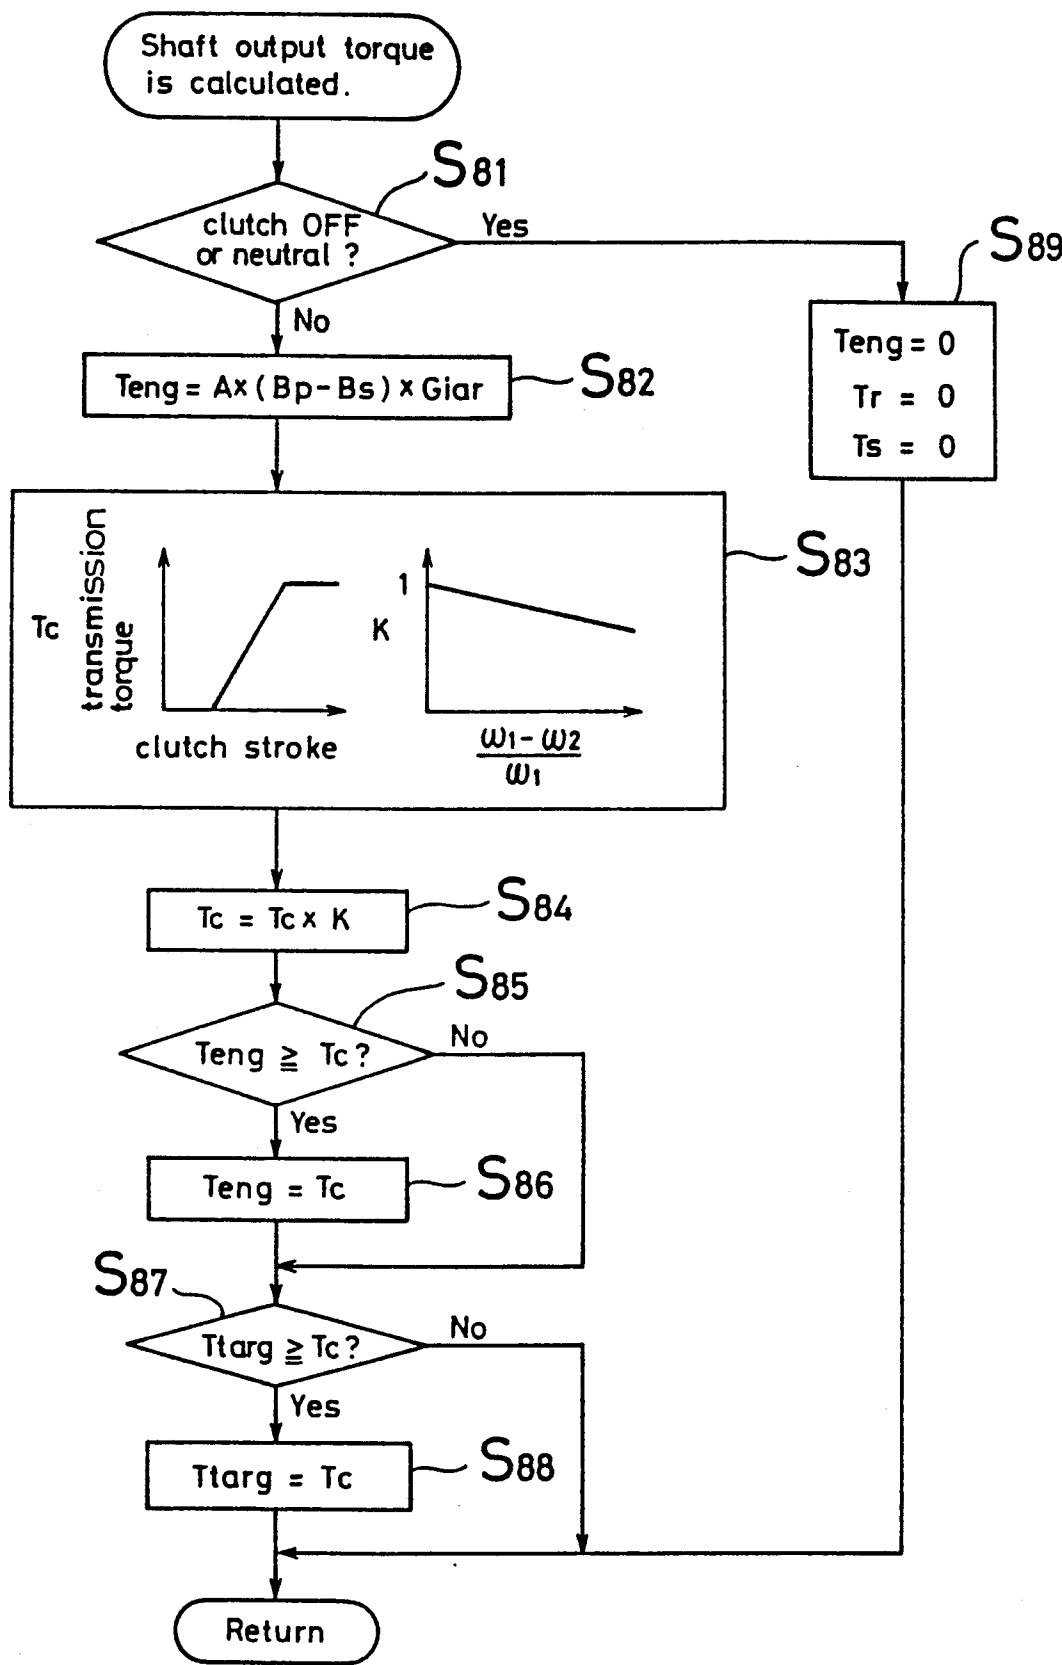 Shaft output torque
is calculated.
S81
clutch OFF
or neutral ?
Yes
No
S89
Teng = 0
Tr = 0
Ts = 0
Teng = A x ( Bp - Bs ) x Giar
S82
Tc
transmission
torque
clutch stroke
1
K
ω1 - ω2
ω1
S83
Tc = Tc x K
S84
S85
Teng ≧ Tc ?
No
Yes
Teng = Tc
S86
S87
Ttarg ≧ Tc ?
No
Yes
Ttarg = Tc
S88
Return